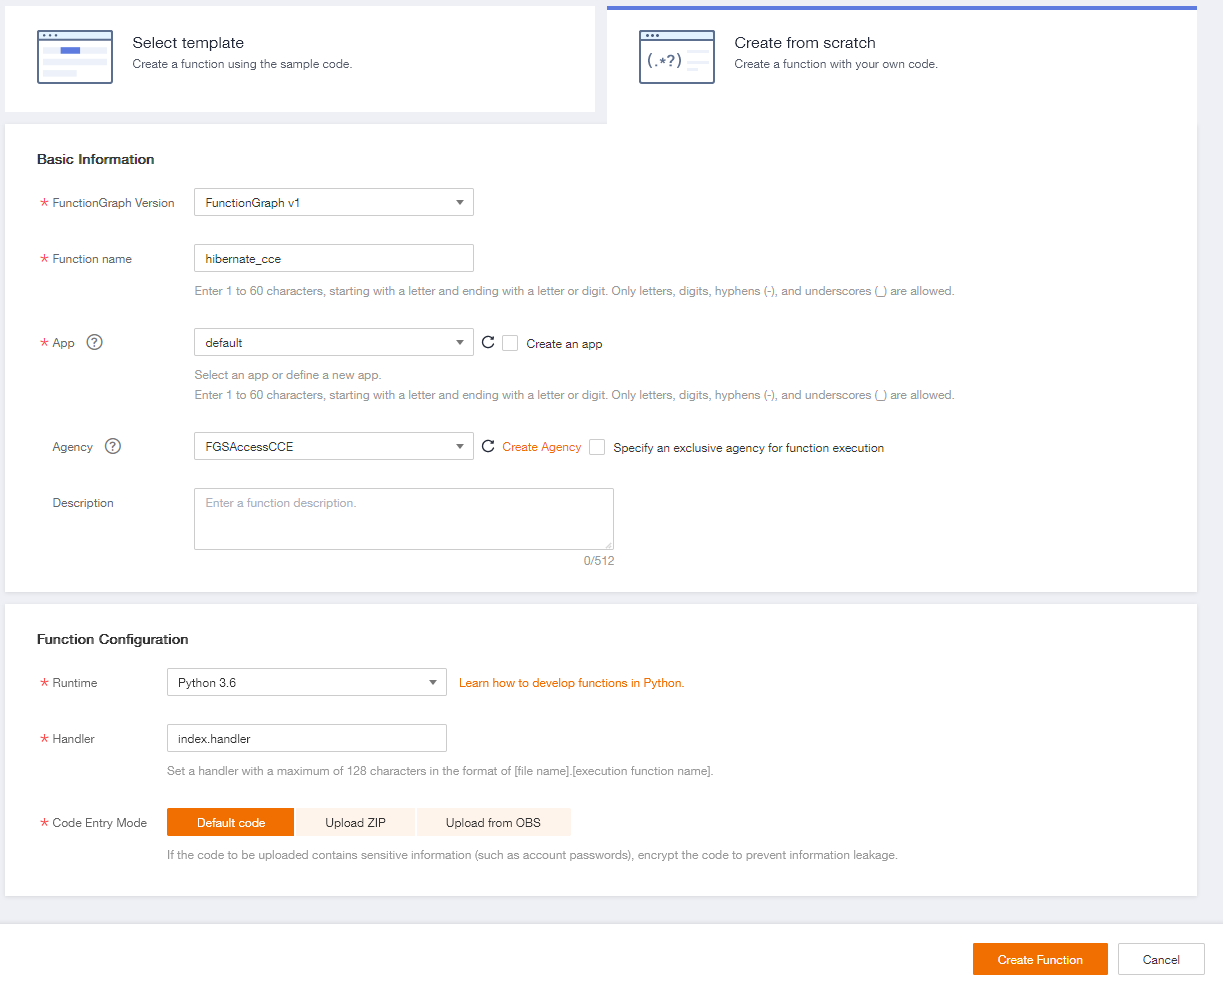 Select template
Create a function using the sample code.
(.*?)
Create from scratch
Create a function with your own code.
Basic Information
* FunctionGraph Version
FunctionGraph v1
* Function name
hibernate_cce
Enter 1 to 60 characters, starting with a letter and ending with a letter or digit. Only letters, digits, hyphens (-), and underscores (_) are allowed.
* App ?
default
Create an app
Select an app or define a new app.
Enter 1 to 60 characters, starting with a letter and ending with a letter or digit. Only letters, digits, hyphens (-), and underscores (_) are allowed.
Agency ?
FGSAccessCCE
Create Agency
Specify an exclusive agency for function execution
Description
Enter a function description.
0/512
Function Configuration
* Runtime
Python 3.6
Learn how to develop functions in Python.
* Handler
index.handler
Set a handler with a maximum of 128 characters in the format of [file name].[execution function name].
* Code Entry Mode
Default code
Upload ZIP
Upload from OBS
If the code to be uploaded contains sensitive information (such as account passwords), encrypt the code to prevent information leakage.
Create Function
Cancel